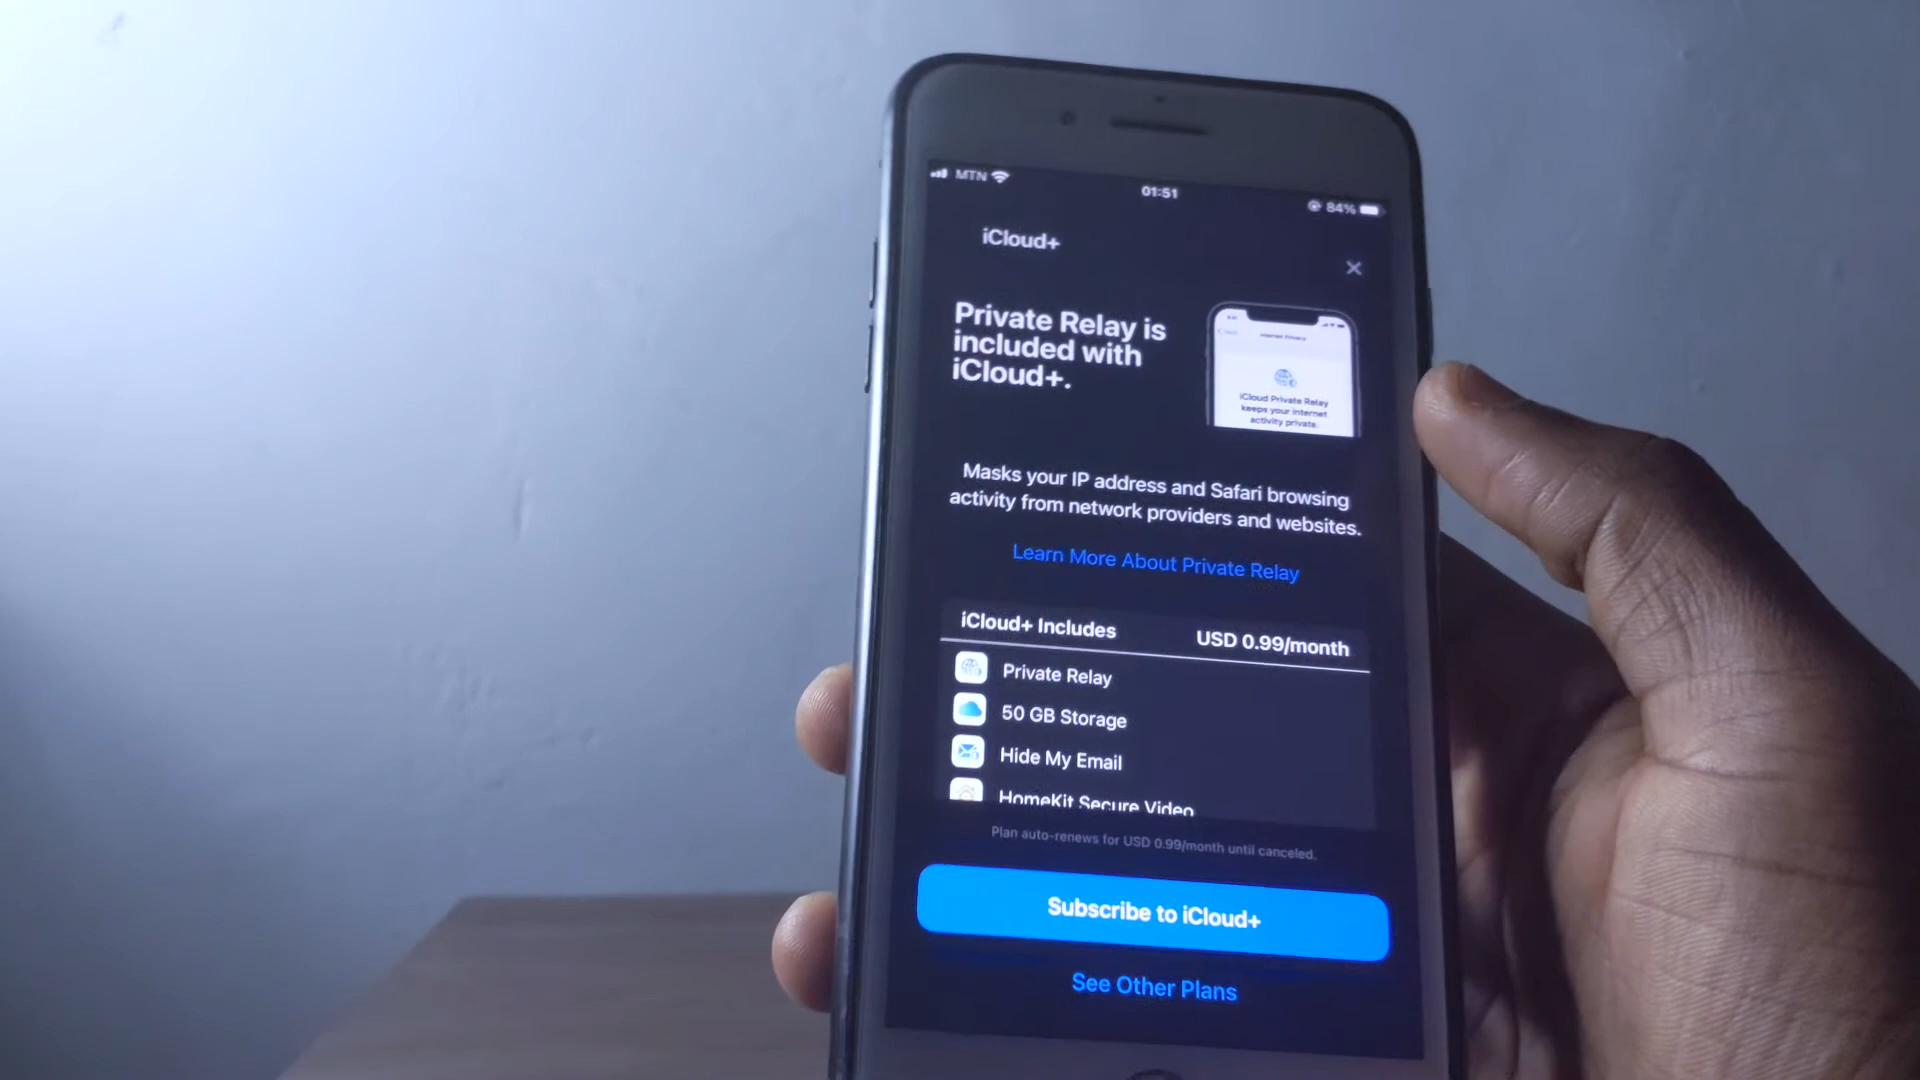 MTN
01:51
84%
iCloud+
Private Relay is
included with
iCloud+.
Internet Privacy
iCloud Private Relay
keeps your internet
activity private.
Masks your IP address and Safari browsing
activity from network providers and websites.
Learn More About Private Relay
iCloud+ Includes
USD 0.99/month
Private Relay
50 GB Storage
Hide My Email
HomeKit Secure Video
Plan auto-renews for USD 0.99/month until canceled.
Subscribe to iCloud+
See Other Plans